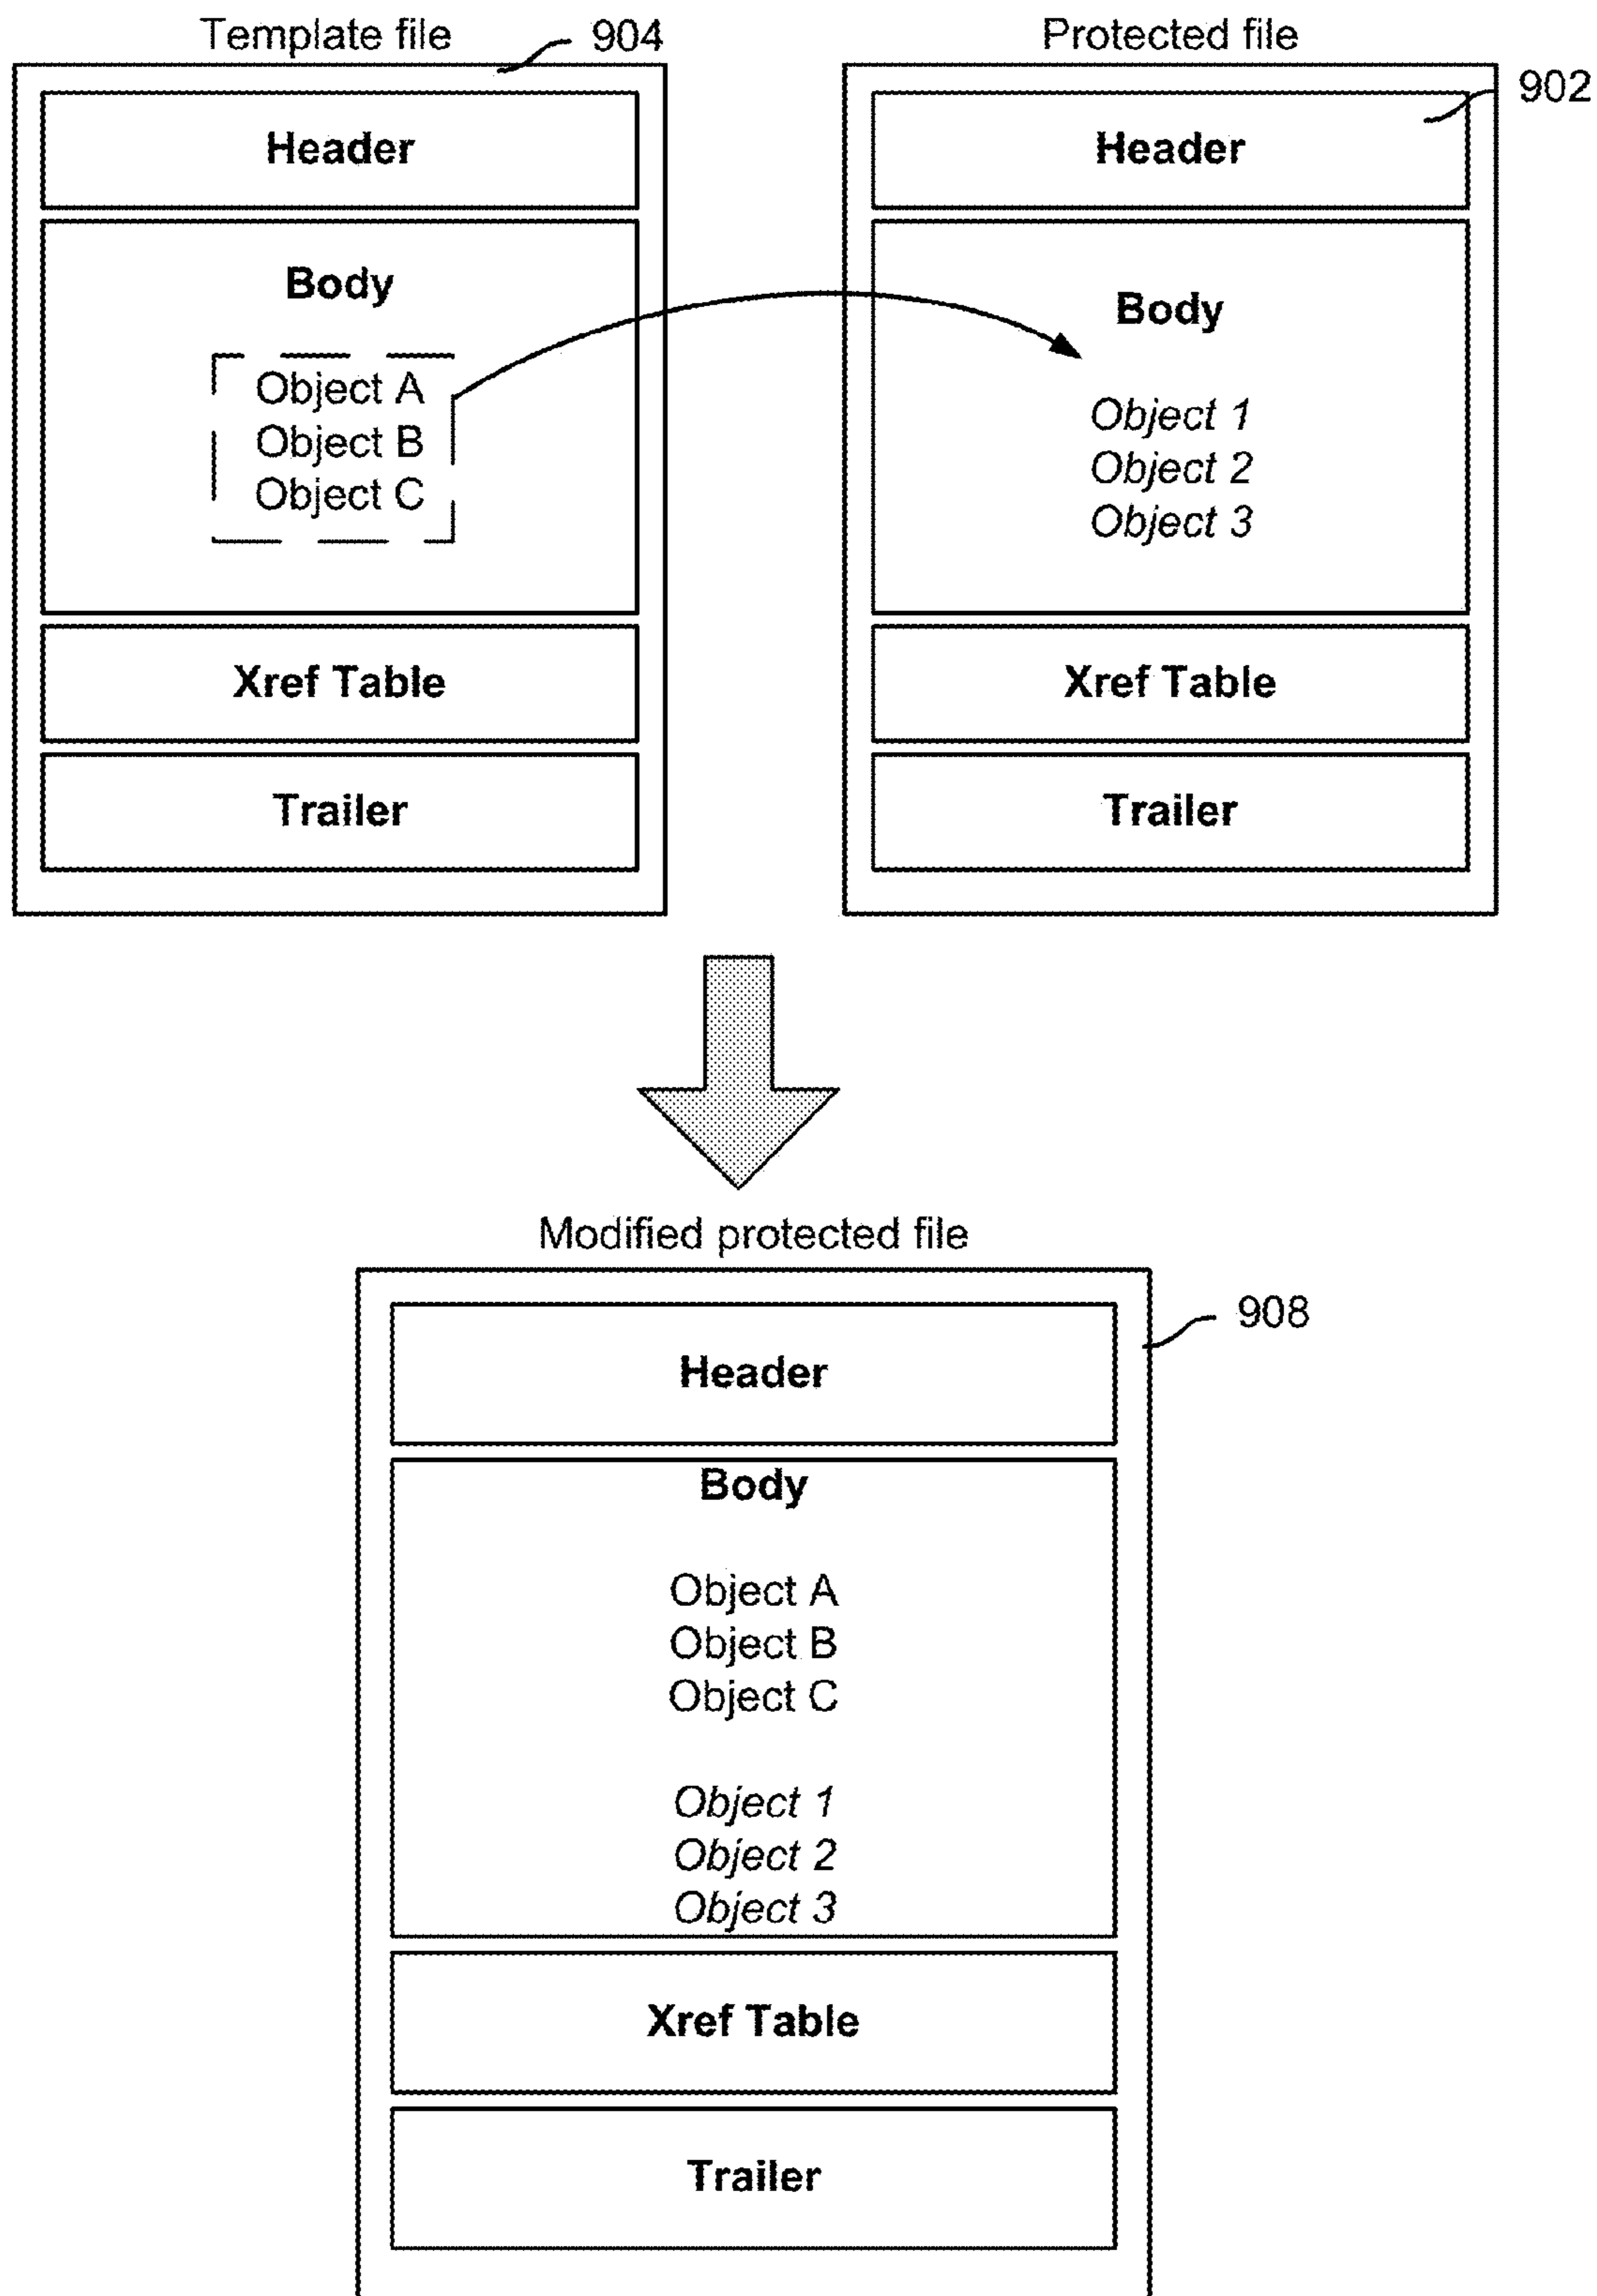 Template file
904
Header
Body
Object A
Object B
Object C
Xref Table
Trailer
Protected file
902
Header
Body
Object 1
Object 2
Object 3
Xref Table
Trailer
Modified protected file
908
Header
Body
Object A
Object B
Object C
Object 1
Object 2
Object 3
Xref Table
Trailer